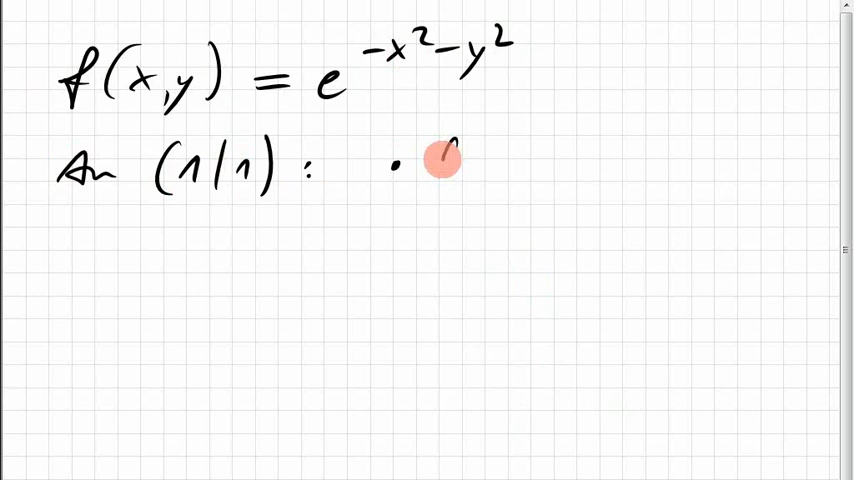 f(x,y) = e^{-x²-y²}
An (1|1): •